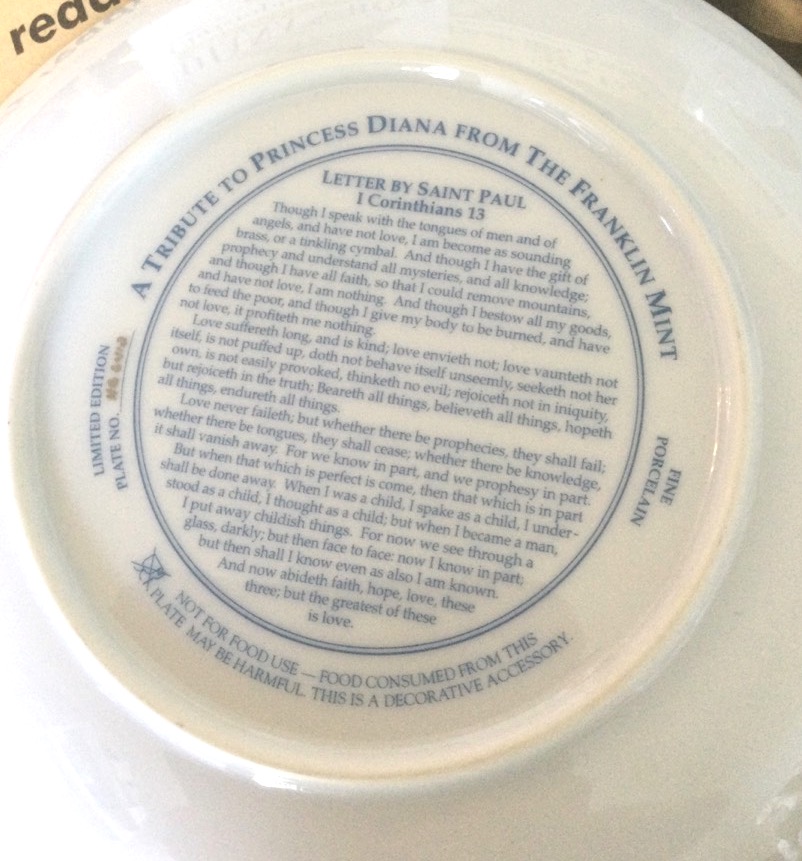 A TRIBUTE TO PRINCESS DIANA FROM THE FRANKLIN MINT
LETTER BY SAINT PAUL
I Corinthians 13
Though I speak with the tongues of men and of
angels, and have not love, I am become as sounding
brass, or a tinkling cymbal. And though I have the gift of
prophecy and understand all mysteries, and all knowledge;
and though I have all faith, so that I could remove mountains,
and have not love, I am nothing. And though I bestow all my goods,
to feed the poor, and though I give my body to be burned, and have
not love, it profiteth me nothing.
Love suffereth long, and is kind; love envieth not; love vaunteth not
itself, is not puffed up, doth not behave itself unseemly, seeketh not her
own, is not easily provoked, thinketh no evil; rejoiceth not in iniquity,
but rejoiceth in the truth; Beareth all things, believeth all things, hopeth
all things, endureth all things.
Love never faileth; but whether there be prophecies, they shall fail;
whether there be tongues, they shall cease; whether there be knowledge,
it shall vanish away. For we know in part, and we prophesy in part.
But when that which is perfect is come, then that which is in part
shall be done away. When I was a child, I spake as a child, I under-
stood as a child, I thought as a child; but when I became a man,
I put away childish things. For now we see through a
glass, darkly; but then face to face: now I know in part;
but then shall I know even as also I am known.
And now abideth faith, hope, love, these
three; but the greatest of these
is love.
LIMITED EDITION
PLATE NO.
FINE
PORCELAIN
NOT FOR FOOD USE — FOOD CONSUMED FROM THIS
PLATE MAY BE HARMFUL. THIS IS A DECORATIVE ACCESSORY.